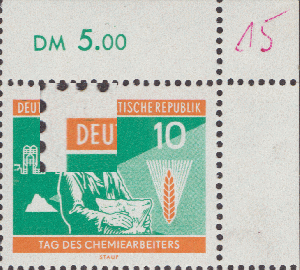 DM 5.00
15
DEU TISCHE REPUBLIK
DEU
10
TAG DES CHEMIEARBEITERS
STAUF